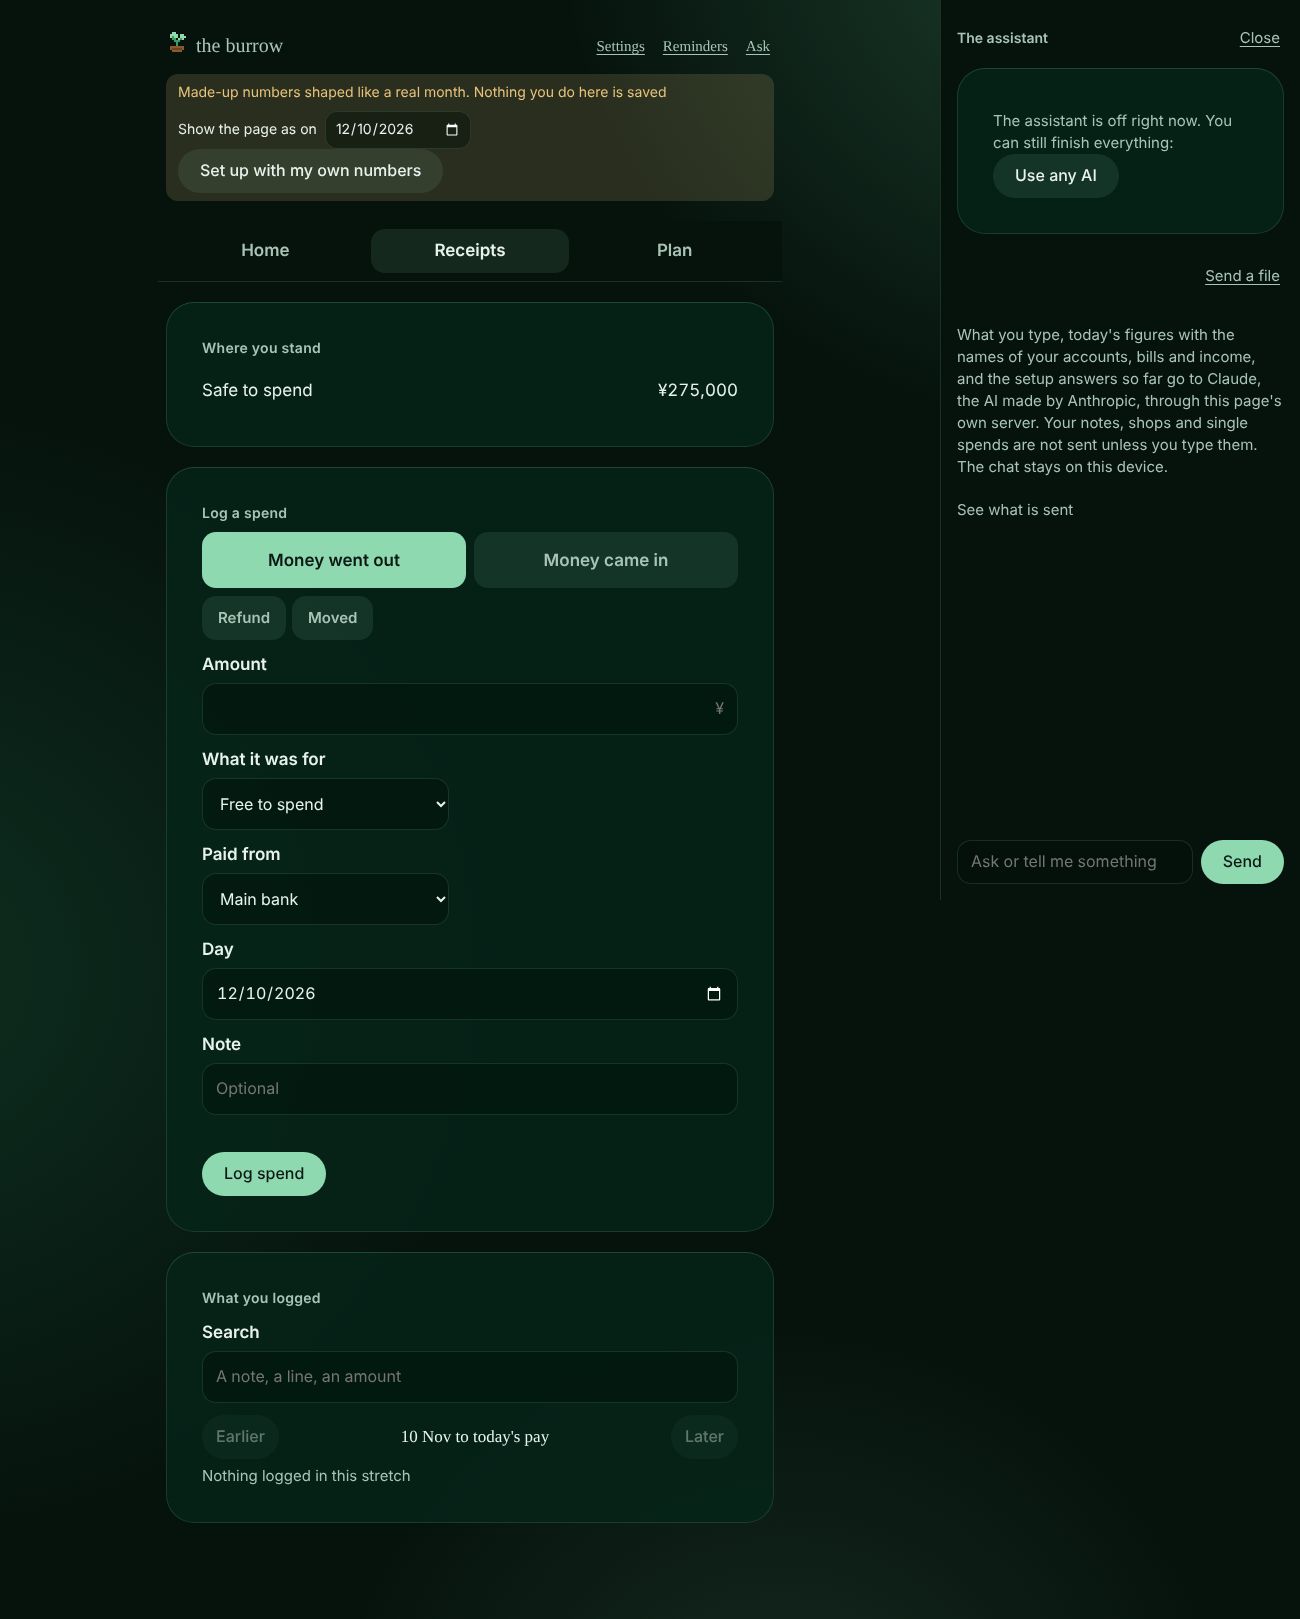 the burrow
Settings Reminders Ask
Made-up numbers shaped like a real month. Nothing you do here is saved
Show the page as on 12/10/2026
Set up with my own numbers
Home Receipts Plan
Where you stand
Safe to spend ¥275,000
Log a spend
Money went out Money came in
Refund Moved
Amount
¥
What it was for
Free to spend
Paid from
Main bank
Day
12/10/2026
Note
Optional
Log spend
What you logged
Search
A note, a line, an amount
Earlier 10 Nov to today's pay Later
Nothing logged in this stretch
The assistant Close
The assistant is off right now. You
can still finish everything:
Use any AI
Send a file
What you type, today's figures with the
names of your accounts, bills and income,
and the setup answers so far go to Claude,
the AI made by Anthropic, through this page's
own server. Your notes, shops and single
spends are not sent unless you type them.
The chat stays on this device.
See what is sent
Ask or tell me something Send